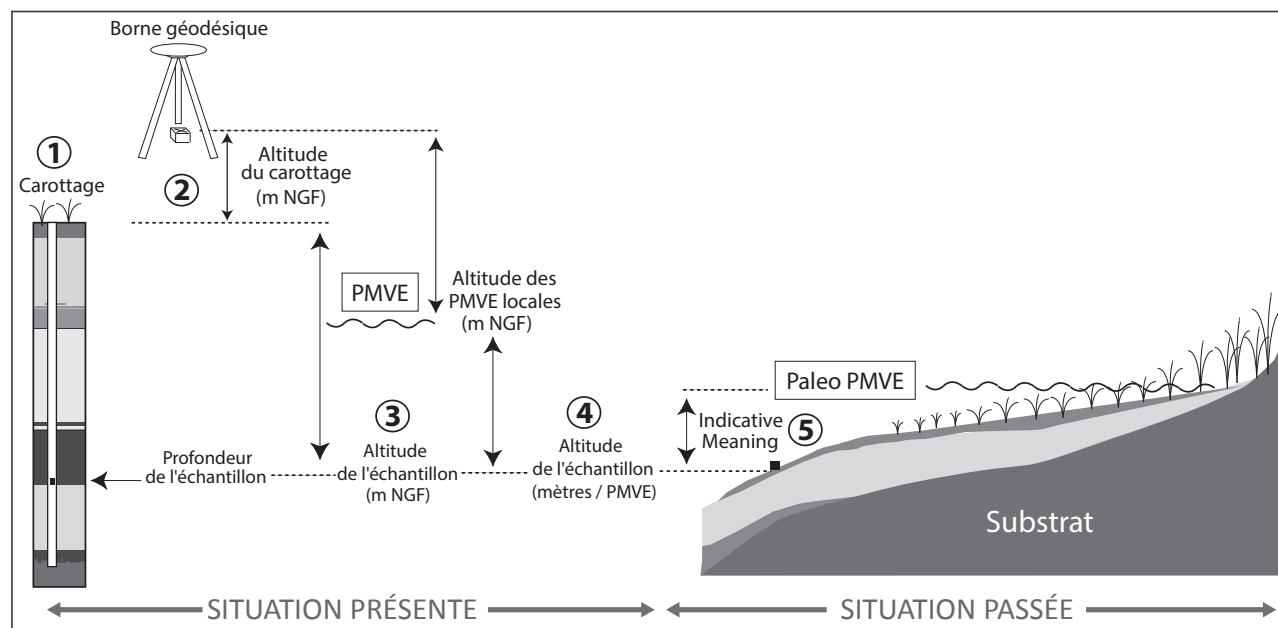 Borne géodésique
1
Carottage
2
Altitude
du carottage
(m NGF)
PMVE
Altitude des
PMVE locales
(m NGF)
Profondeur
de l'échantillon
3
Altitude
de l'échantillon
(m NGF)
4
Altitude
de l'échantillon
(mètres / PMVE)
Paleo PMVE
Indicative
Meaning
5
Substrat
SITUATION PRÉSENTE
SITUATION PASSÉE